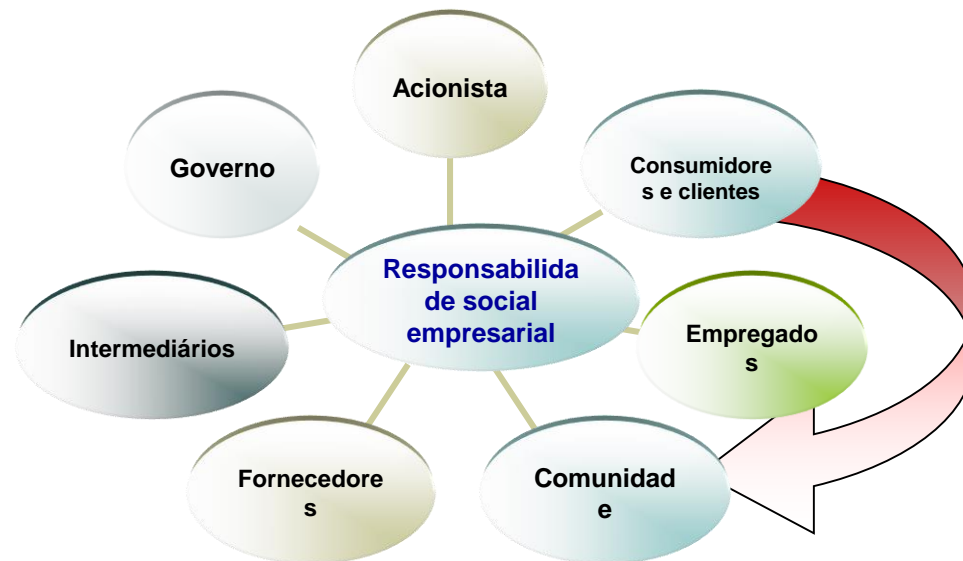 Acionista
Governo
Consumidore
s e clientes
Responsabilida
de social
empresarial
Intermediários
Empregado
s
Fornecedore
s
Comunidad
e